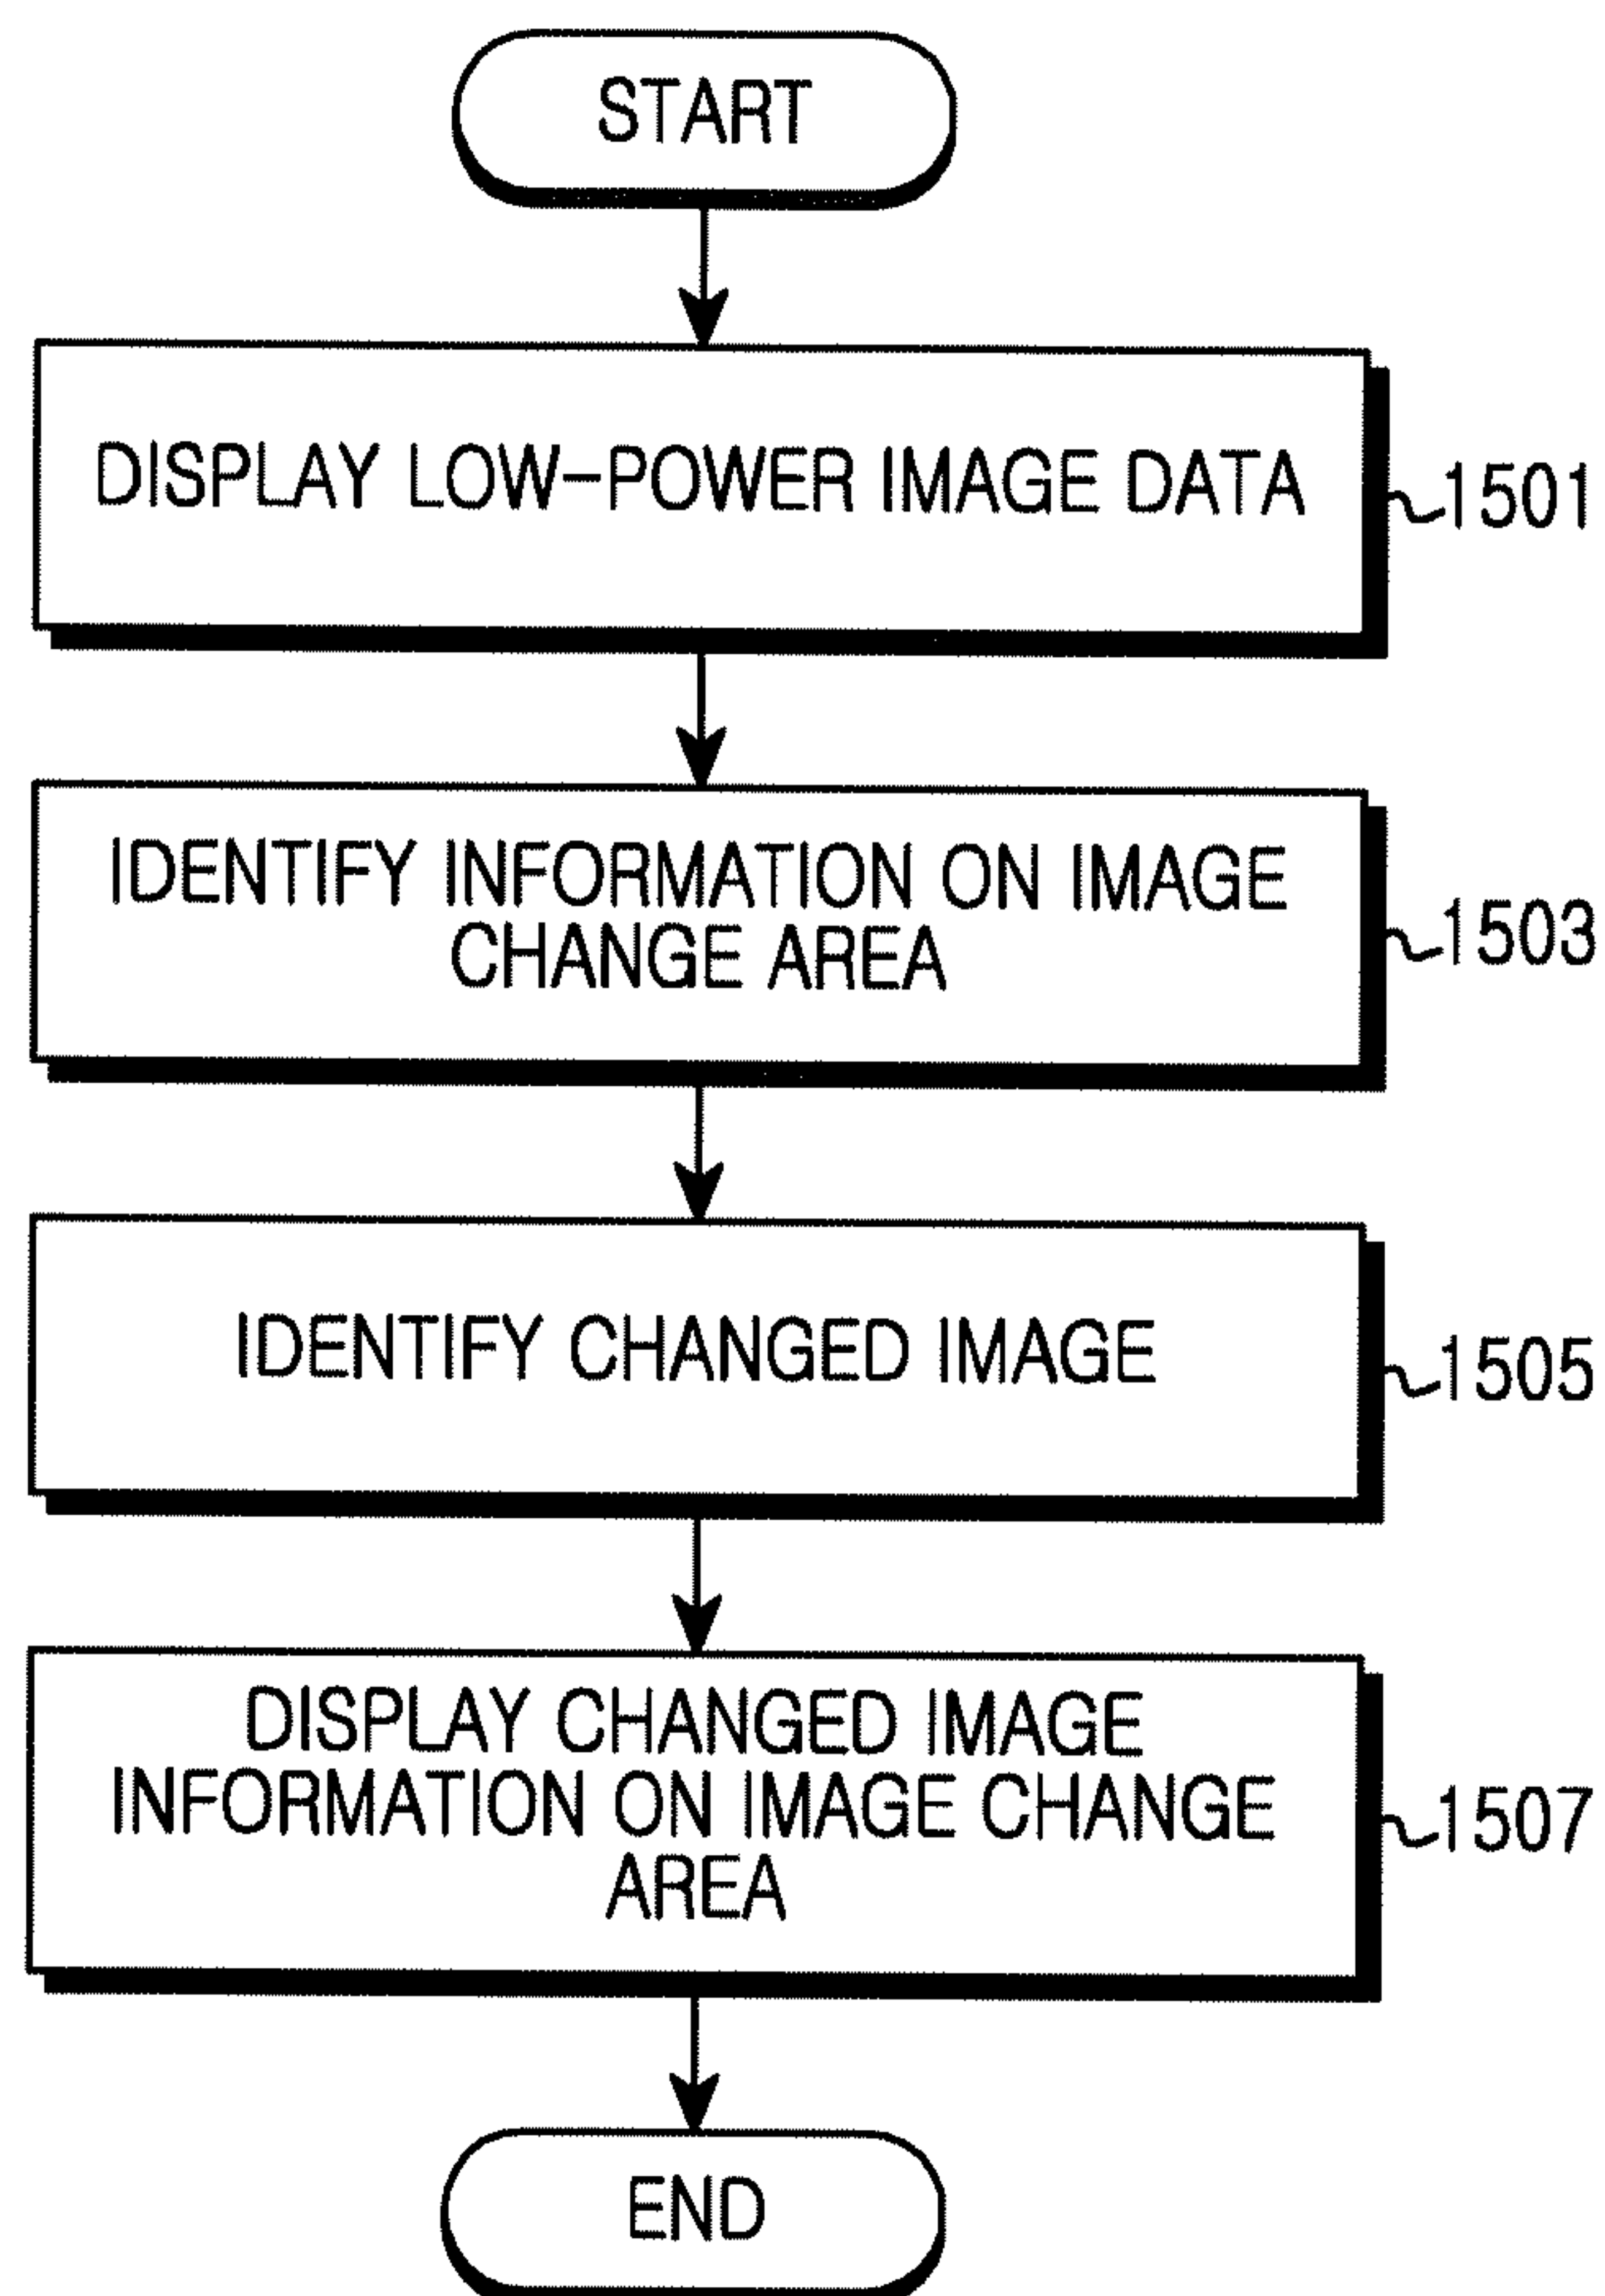 START
DISPLAY LOW-POWER IMAGE DATA
1501
IDENTIFY INFORMATION ON IMAGE
CHANGE AREA
1503
IDENTIFY CHANGED IMAGE
1505
DISPLAY CHANGED IMAGE
INFORMATION ON IMAGE CHANGE
AREA
1507
END